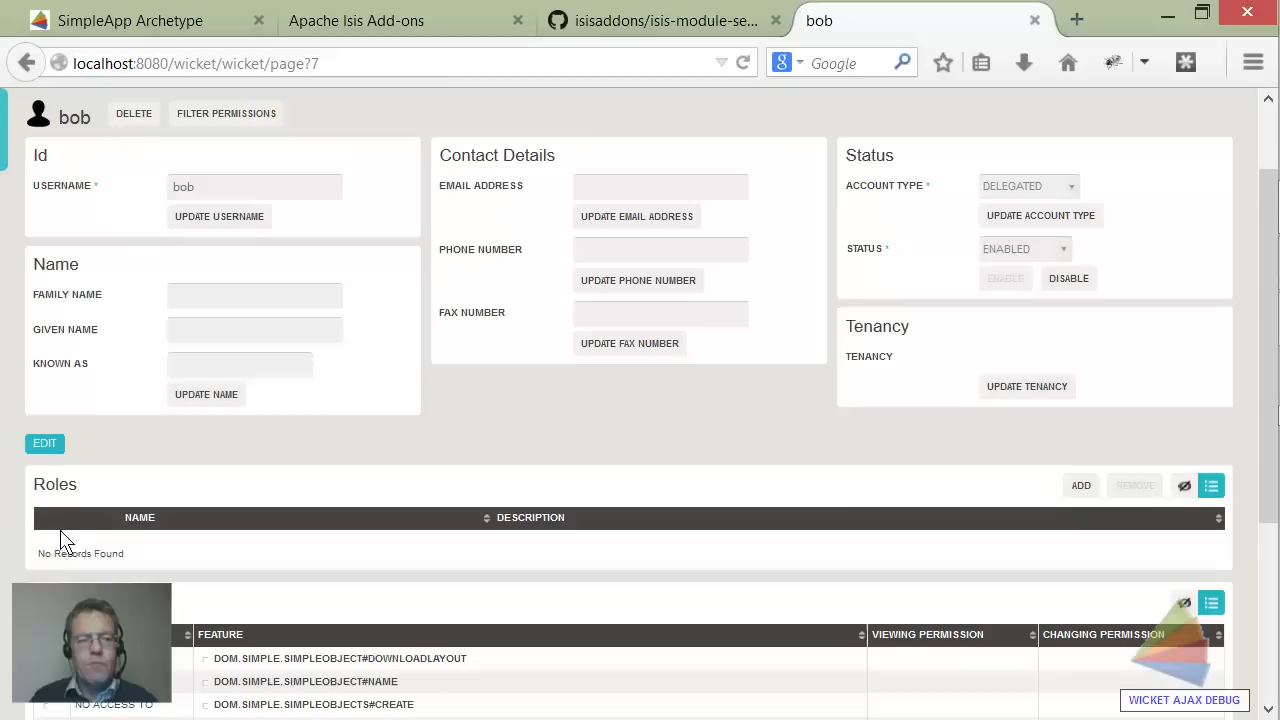 SimpleApp Archetype
Apache Isis Add-ons
isisaddons/isis-module-se...
bob
localhost:8080/wicket/wicket/page?7
Google
bob
DELETE
FILTER PERMISSIONS
Id
USERNAME *
bob
UPDATE USERNAME
Name
FAMILY NAME
GIVEN NAME
KNOWN AS
UPDATE NAME
Contact Details
EMAIL ADDRESS
UPDATE EMAIL ADDRESS
PHONE NUMBER
UPDATE PHONE NUMBER
FAX NUMBER
UPDATE FAX NUMBER
Status
ACCOUNT TYPE *
DELEGATED
UPDATE ACCOUNT TYPE
STATUS *
ENABLED
ENABLE
DISABLE
Tenancy
TENANCY
UPDATE TENANCY
EDIT
Roles
ADD
REMOVE
NAME
DESCRIPTION
No Records Found
FEATURE
VIEWING PERMISSION
CHANGING PERMISSION
DOM.SIMPLE.SIMPLEOBJECT#DOWNLOADLAYOUT
DOM.SIMPLE.SIMPLEOBJECT#NAME
NO ACCESS TO
DOM.SIMPLE.SIMPLEOBJECTS#CREATE
WICKET AJAX DEBUG